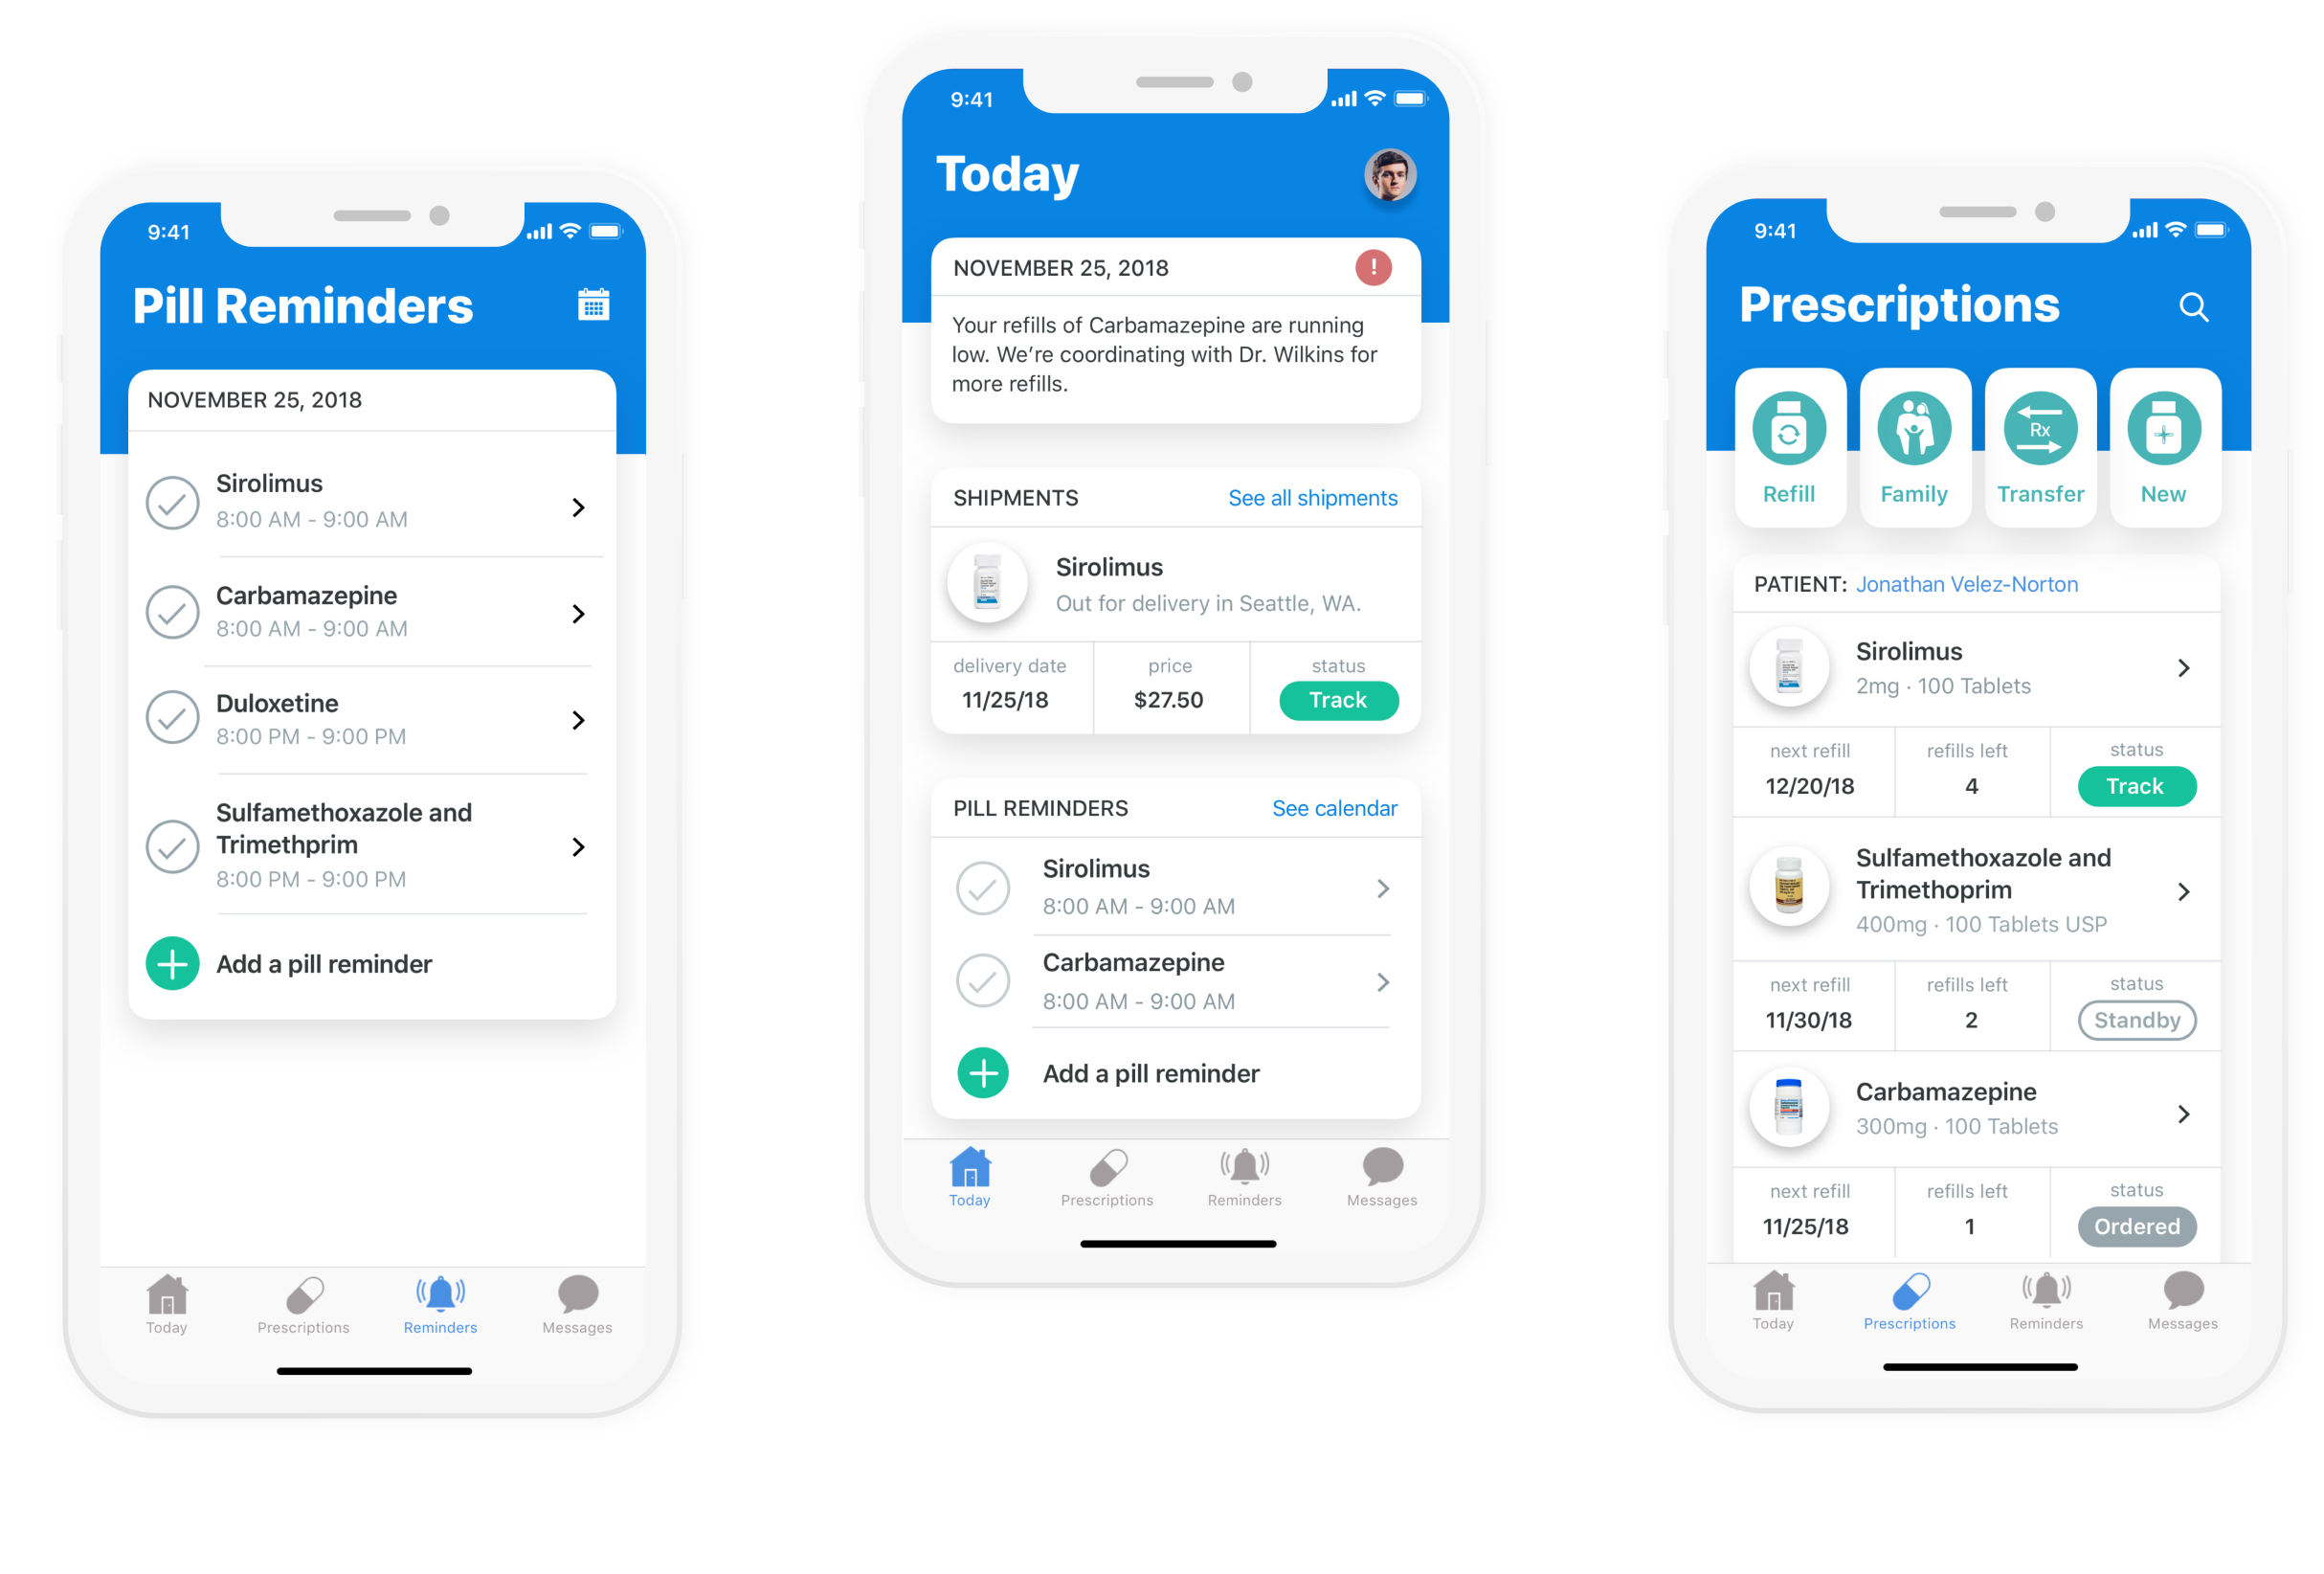 9:41
Pill Reminders
NOVEMBER 25, 2018
Sirolimus
8:00 AM - 9:00 AM
Carbamazepine
8:00 AM - 9:00 AM
Duloxetine
8:00 PM - 9:00 PM
Sulfamethoxazole and
Trimethprim
8:00 PM - 9:00 PM
Add a pill reminder
Today Prescriptions Reminders Messages
9:41
Today
NOVEMBER 25, 2018 !
Your refills of Carbamazepine are running
low. We’re coordinating with Dr. Wilkins for
more refills.
SHIPMENTS See all shipments
Sirolimus
Out for delivery in Seattle, WA.
delivery date price status
11/25/18 $27.50 Track
PILL REMINDERS See calendar
Sirolimus
8:00 AM - 9:00 AM
Carbamazepine
8:00 AM - 9:00 AM
Add a pill reminder
Today Prescriptions Reminders Messages
9:41
Prescriptions
Rx
Refill Family Transfer New
PATIENT: Jonathan Velez-Norton
Sirolimus
2mg · 100 Tablets
next refill refills left status
12/20/18 4 Track
Sulfamethoxazole and
Trimethoprim
400mg · 100 Tablets USP
next refill refills left status
11/30/18 2 Standby
Carbamazepine
300mg · 100 Tablets
next refill refills left status
11/25/18 1 Ordered
Today Prescriptions Reminders Messages